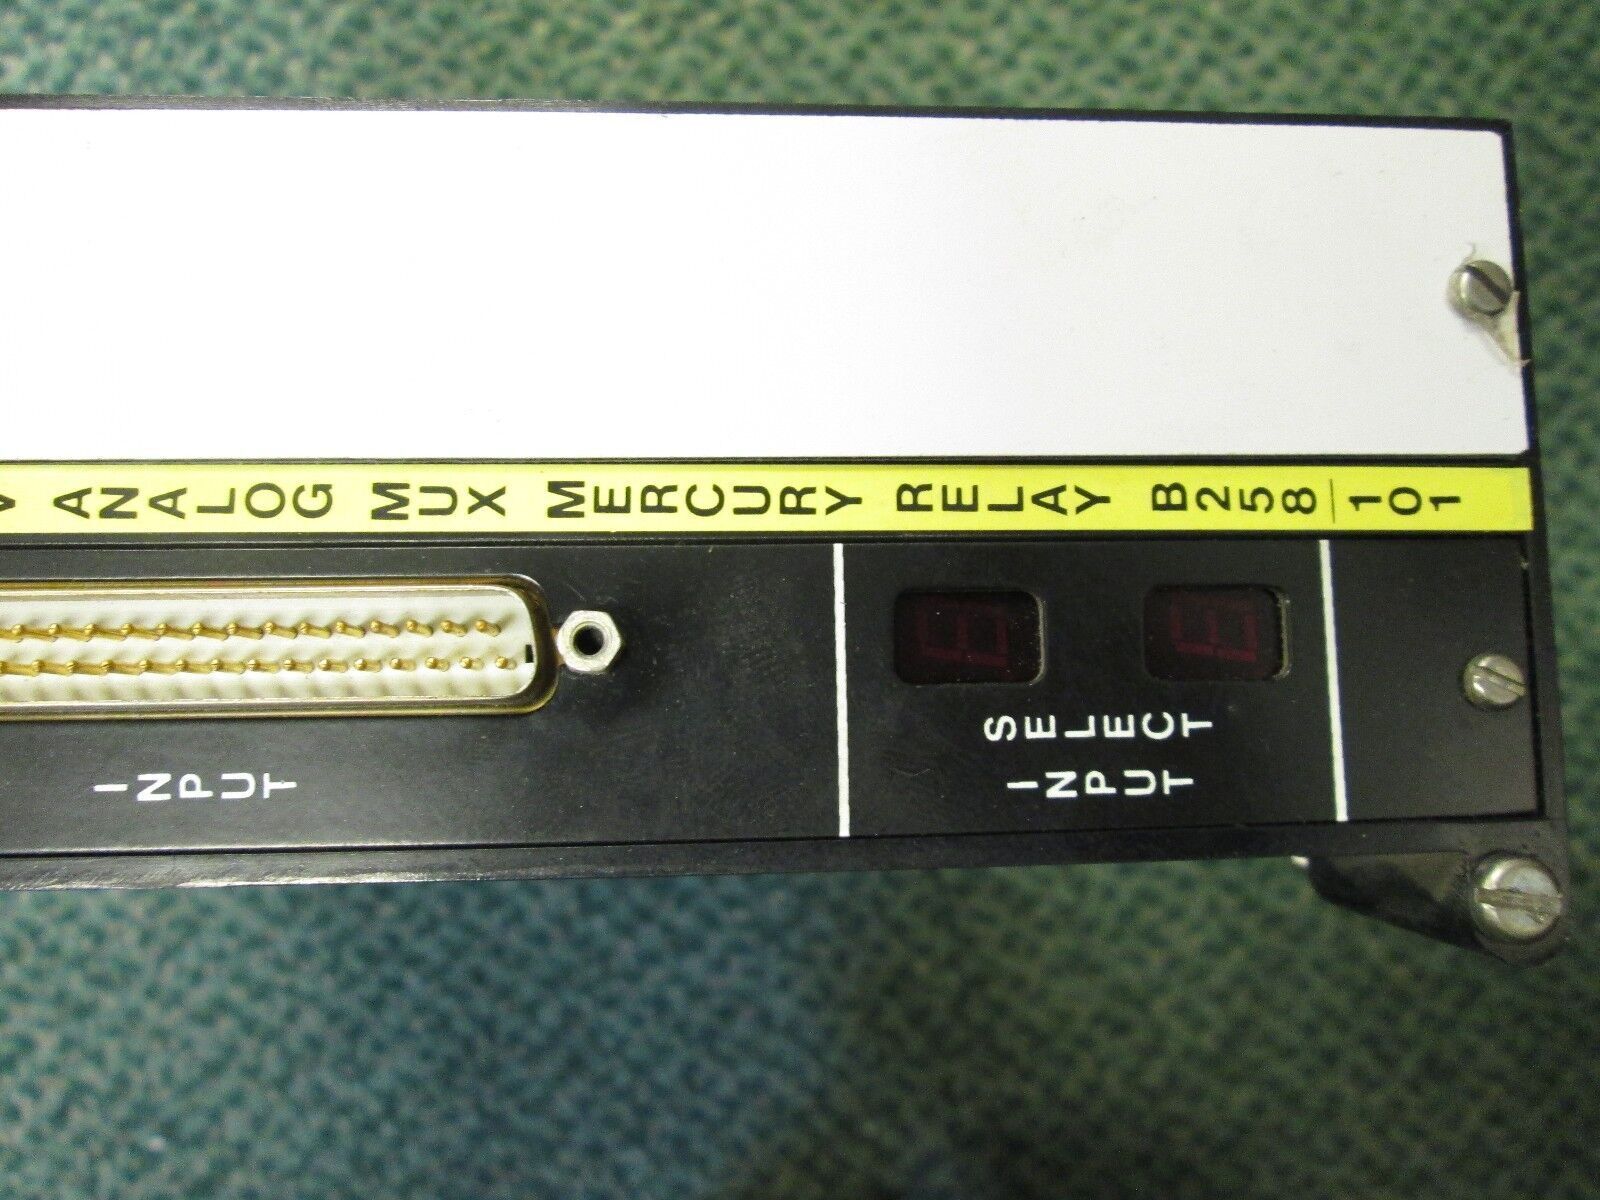 V ANALOG MUX MERCURY RELAY B258|101
INPUT
SELECT
INPUT